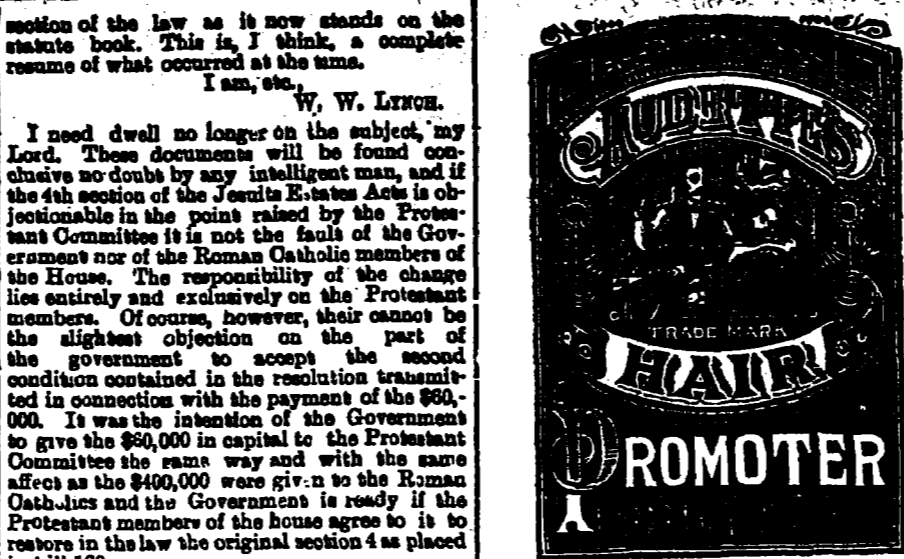 section of the law as it now stands on the
statute book. This is, I think, a complete
resume of what occurred at the time.
I am, etc.,
W. W. LYNCH.
I need dwell no longer on the subject, my
Lord. These documents will be found con-
clusive no doubt by any intelligent man, and if
the 4th section of the Jesuits Estates Acts is ob-
jectionable in the point raised by the Protes-
tant Committee it is not the fault of the Gov-
ernment nor of the Roman Catholic members of
the House. The responsibility of the change
lies entirely and exclusively on the Protestant
members. Of course, however, their cannot be
the slightest objection on the part of
the government to accept the second
condition contained in the resolution transmit-
ted in connection with the payment of the $60,-
000. It was the intention of the Government
to give the $60,000 in capital to the Protestant
Committee the same way and with the same
affect as the $400,000 were given to the Roman
Catholics and the Government is ready if the
Protestant members of the house agree to it to
restore in the law the original section 4 as placed
TRADE MARK
HAIR
PROMOTER